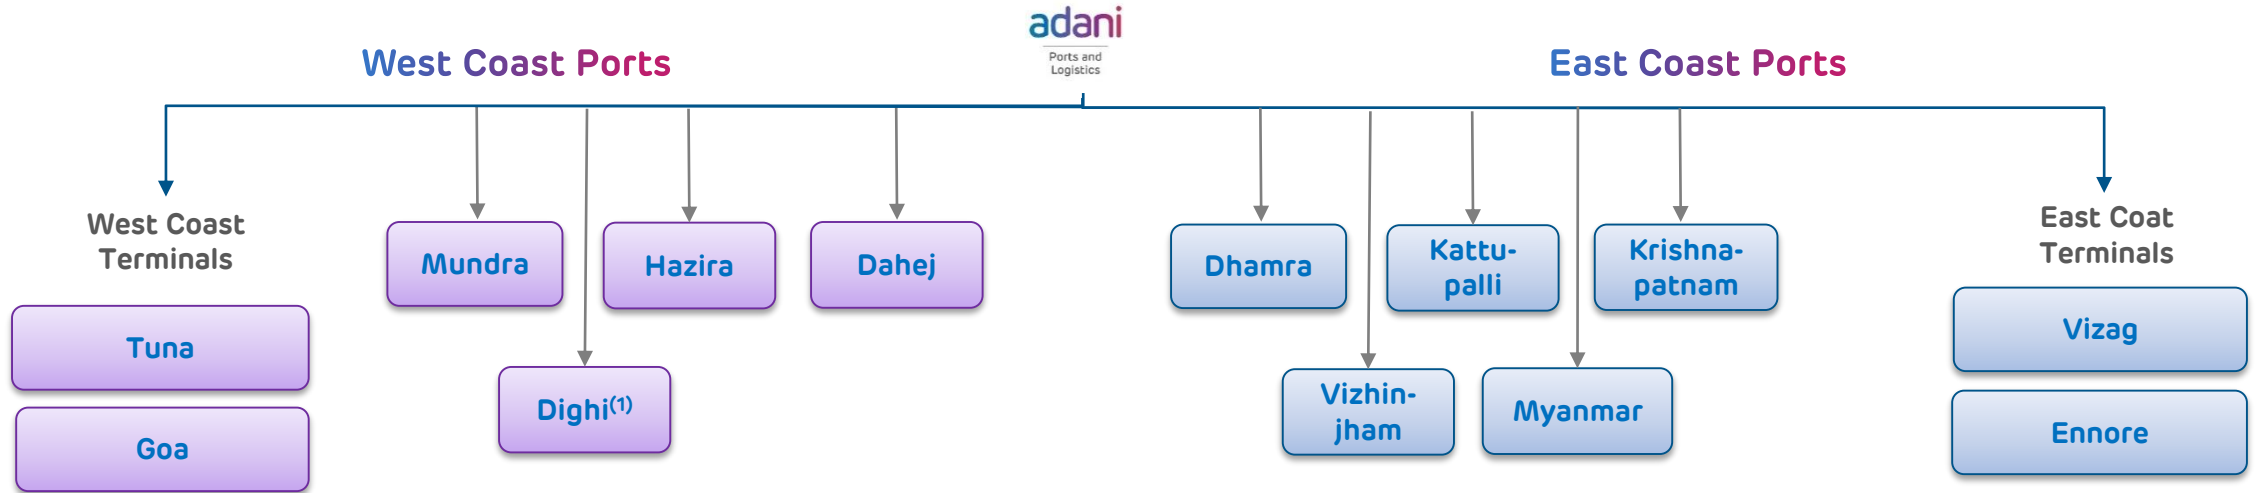 adani
Ports and
Logistics
West Coast Ports
East Coast Ports
West Coast
Terminals
Tuna
Goa
Mundra
Hazira
Dahej
Dighi(1)
Dhamra
Kattu-
palli
Krishna-
patnam
Vizhin-
jham
Myanmar
East Coat
Terminals
Vizag
Ennore